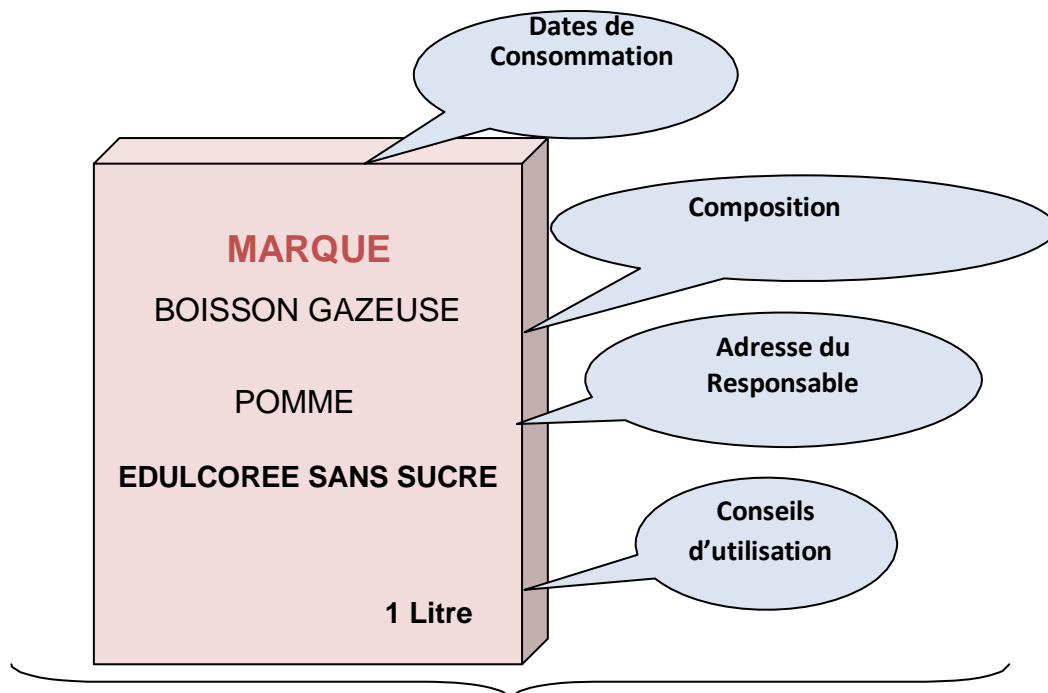 Dates de
Consommation
Composition
MARQUE
BOISSON GAZEUSE
Adresse du
Responsable
POMME
EDULCOREE SANS SUCRE
Conseils
d’utilisation
1 Litre